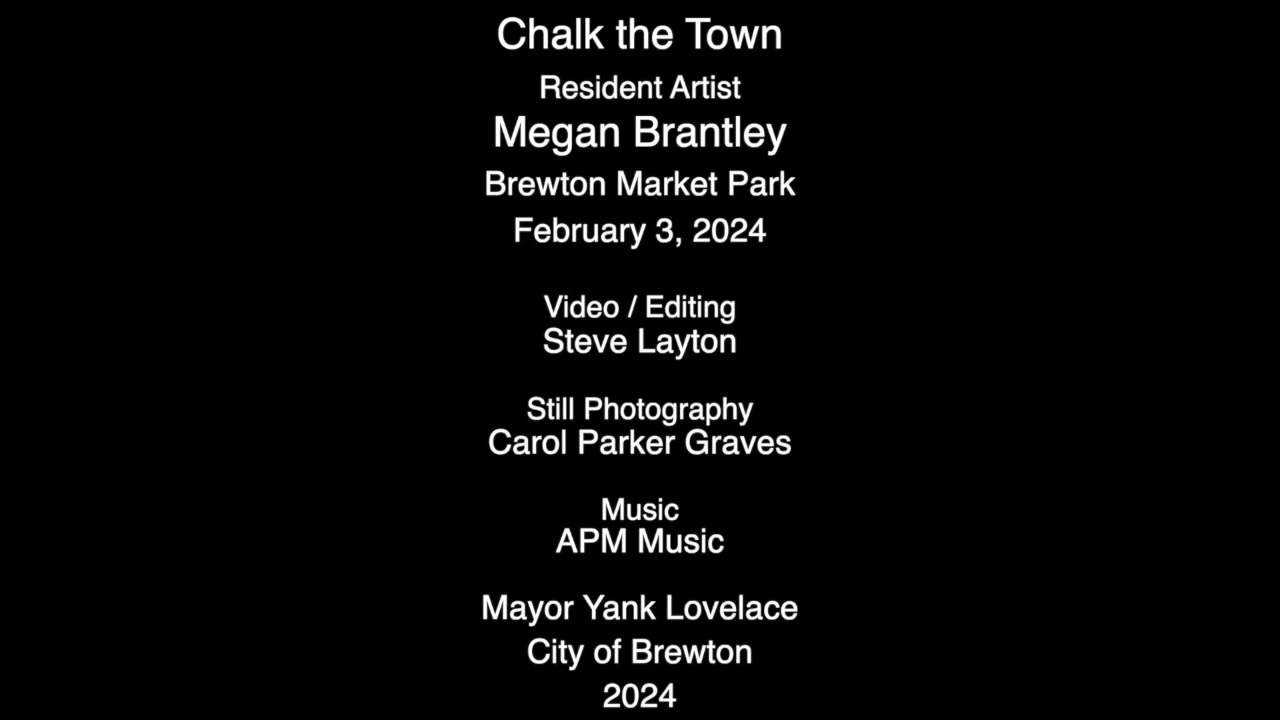 Chalk the Town
Resident Artist
Megan Brantley
Brewton Market Park
February 3, 2024
Video / Editing
Steve Layton
Still Photography
Carol Parker Graves
Music
APM Music
Mayor Yank Lovelace
City of Brewton
2024